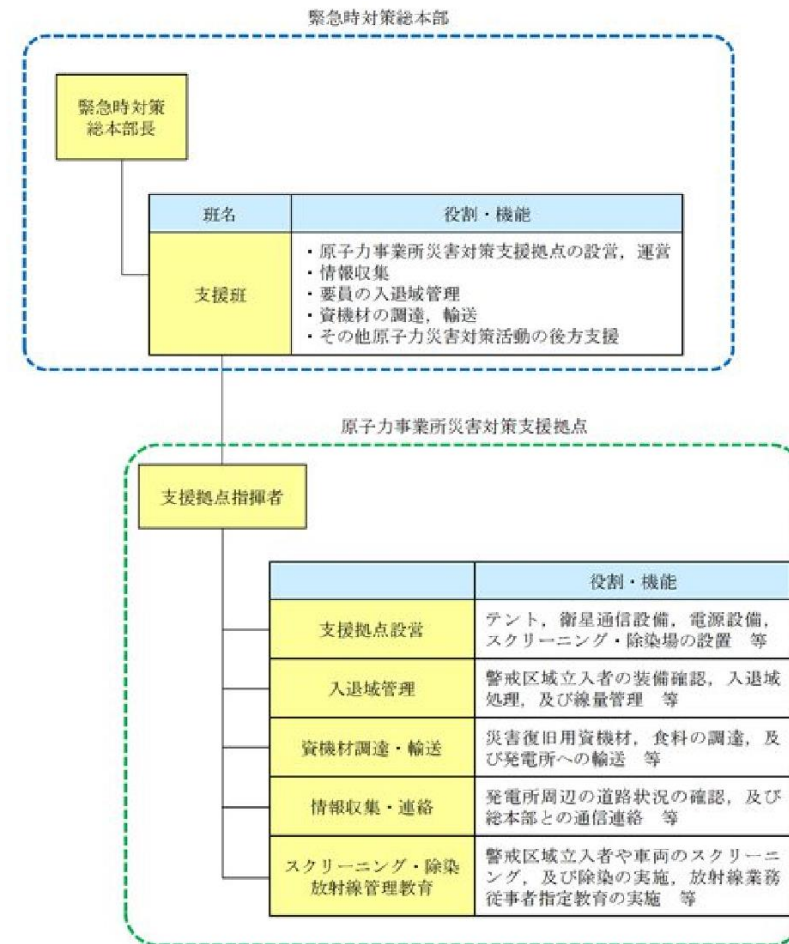 緊急時対策総本部
緊急時対策
総本部長
班名
役割・機能
支援班
・原子力事業所災害対策支援拠点の設営，運営
・情報収集
・要員の入退域管理
・資機材の調達，輸送
・その他原子力災害対策活動の後方支援
原子力事業所災害対策支援拠点
支援拠点指揮者
役割・機能
支援拠点設営
テント，衛星通信設備，電源設備，
スクリーニング・除染場の設置　等
入退域管理
警戒区域立入者の装備確認，入退域
処理，及び線量管理　等
資機材調達・輸送
災害復旧用資機材，食料の調達，及
び発電所への輸送　等
情報収集・連絡
発電所周辺の道路状況の確認，及び
総本部との通信連絡　等
スクリーニング・除染
放射線管理教育
警戒区域立入者や車両のスクリーニ
ング，及び除染の実施，放射線業務
従事者指定教育の実施　等